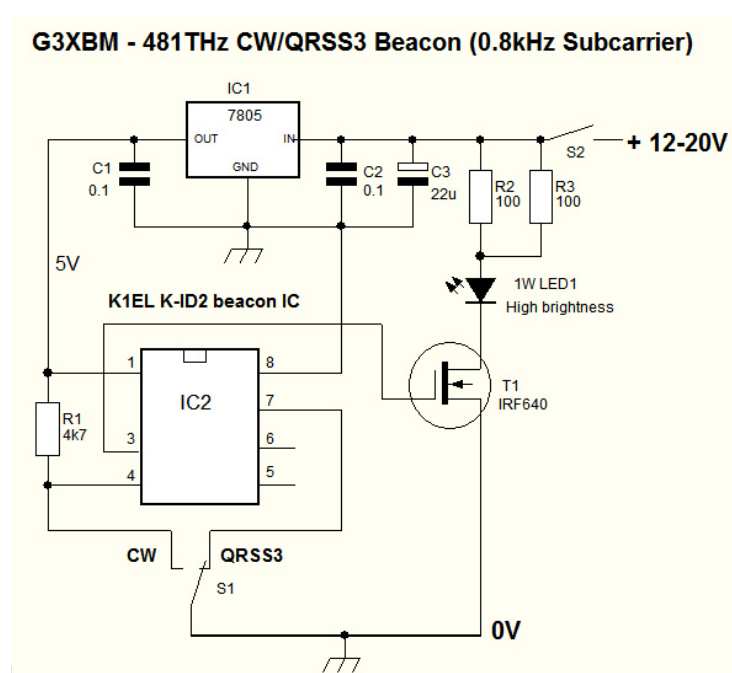 G3XBM - 481THz CW/QRSS3 Beacon (0.8kHz Subcarrier)
IC1
7805
OUT
IN
GND
S2
+ 12-20V
C1
0.1
C2
0.1
C3
22u
R2
100
R3
100
5V
1W LED1
High brightness
K1EL K-ID2 beacon IC
1
8
IC2
T1
IRF640
7
R1
4k7
3
6
4
5
CW
QRSS3
S1
0V